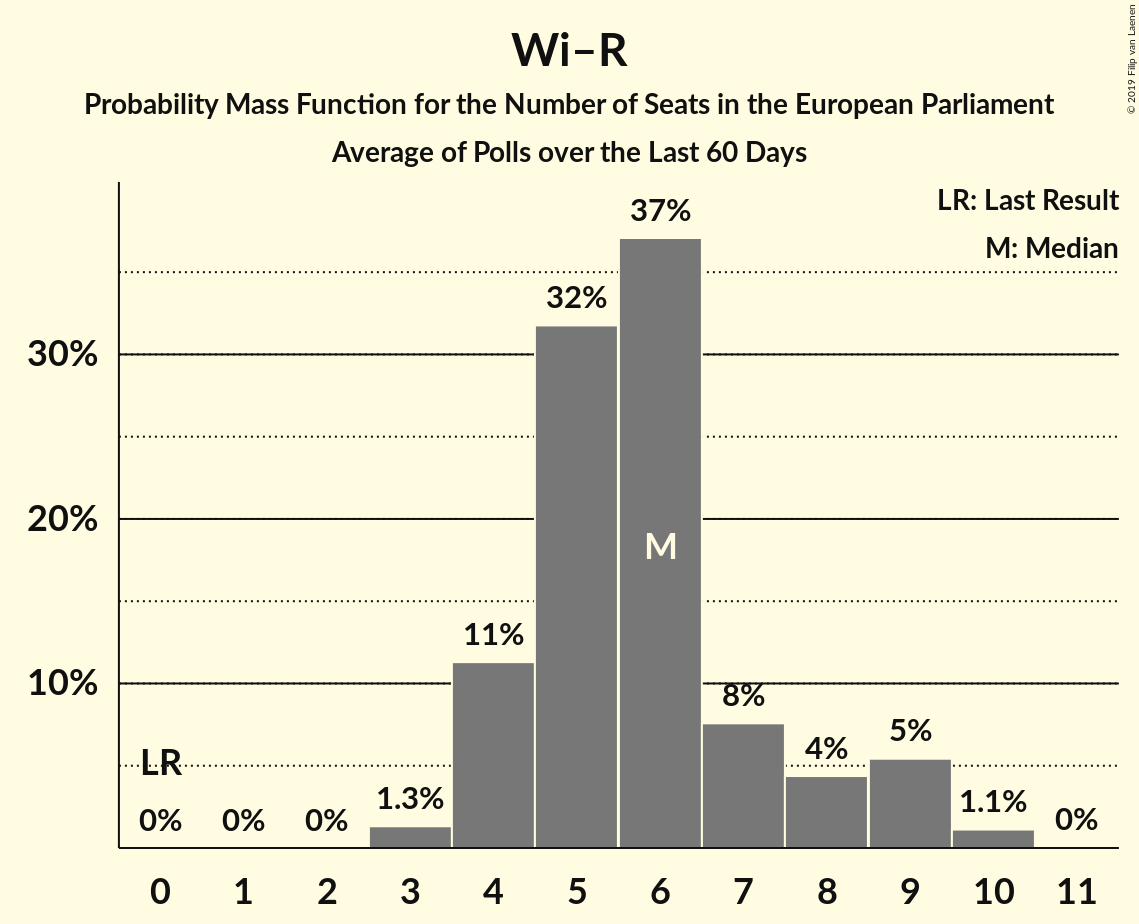 Wi–R
Probability Mass Function for the Number of Seats in the European Parliament
Average of Polls over the Last 60 Days
© 2019 Filip van Laenen
LR: Last Result
M: Median
30%
20%
10%
LR
0%
0%
0%
1.3%
11%
32%
37%
M
8%
4%
5%
1.1%
0%
0 1 2 3 4 5 6 7 8 9 10 11